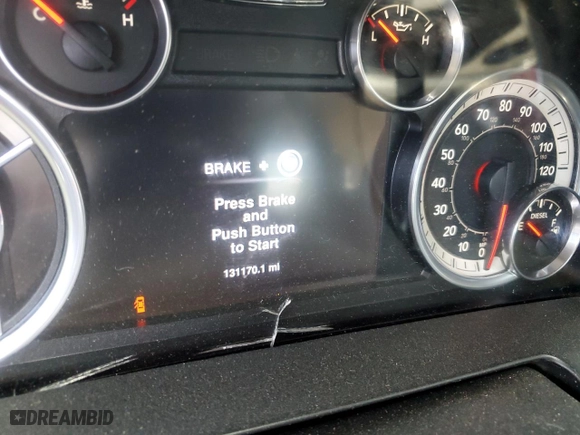 C H
L H
BRAKE +
Press Brake
and
Push Button
to Start
131170.1 mi
0 10 20 30 40 50 60 70 80 90 100 110 120
DIESEL
DREAMBID